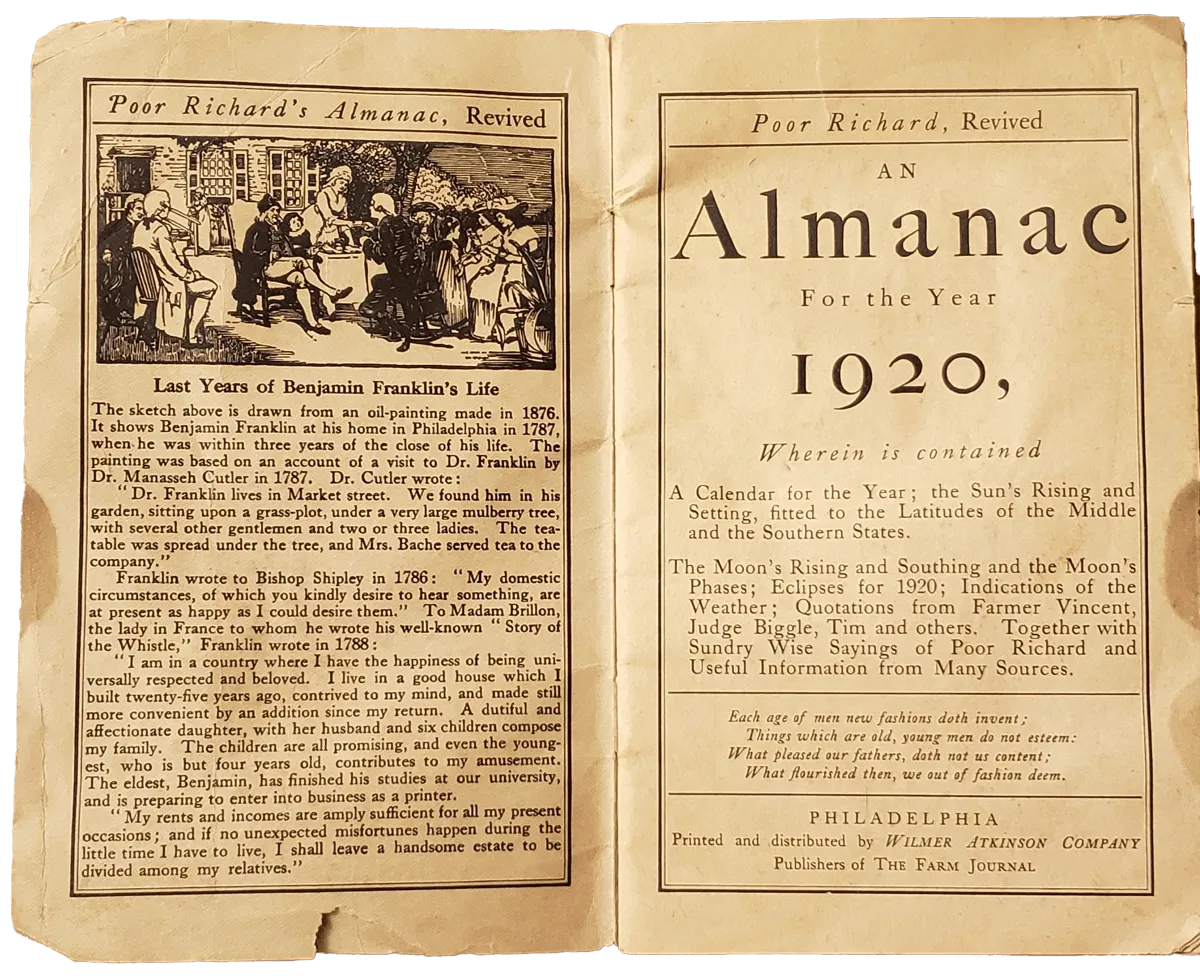 Poor Richard's Almanac, Revived
Last Years of Benjamin Franklin's Life
The sketch above is drawn from an oil-painting made in 1876.
It shows Benjamin Franklin at his home in Philadelphia in 1787,
when he was within three years of the close of his life. The
painting was based on an account of a visit to Dr. Franklin by
Dr. Manasseh Cutler in 1787. Dr. Cutler wrote:
"Dr. Franklin lives in Market street. We found him in his
garden, sitting upon a grass-plot, under a very large mulberry tree,
with several other gentlemen and two or three ladies. The tea-
table was spread under the tree, and Mrs. Bache served tea to the
company."
Franklin wrote to Bishop Shipley in 1786: "My domestic
circumstances, of which you kindly desire to hear something, are
at present as happy as I could desire them." To Madam Brillon,
the lady in France to whom he wrote his well-known "Story of
the Whistle," Franklin wrote in 1788:
"I am in a country where I have the happiness of being uni-
versally respected and beloved. I live in a good house which I
built twenty-five years ago, contrived to my mind, and made still
more convenient by an addition since my return. A dutiful and
affectionate daughter, with her husband and six children compose
my family. The children are all promising, and even the young-
est, who is but four years old, contributes to my amusement.
The eldest, Benjamin, has finished his studies at our university,
and is preparing to enter into business as a printer.
"My rents and incomes are amply sufficient for all my present
occasions; and if no unexpected misfortunes happen during the
little time I have to live, I shall leave a handsome estate to be
divided among my relatives."
Poor Richard, Revived
AN
Almanac
For the Year
1920,
Wherein is contained
A Calendar for the Year; the Sun's Rising and
Setting, fitted to the Latitudes of the Middle
and the Southern States.
The Moon's Rising and Southing and the Moon's
Phases; Eclipses for 1920; Indications of the
Weather; Quotations from Farmer Vincent,
Judge Biggle, Tim and others. Together with
Sundry Wise Sayings of Poor Richard and
Useful Information from Many Sources.
Each age of men new fashions doth invent;
Things which are old, young men do not esteem:
What pleased our fathers, doth not us content;
What flourished then, we out of fashion deem.
PHILADELPHIA
Printed and distributed by WILMER ATKINSON COMPANY
Publishers of THE FARM JOURNAL